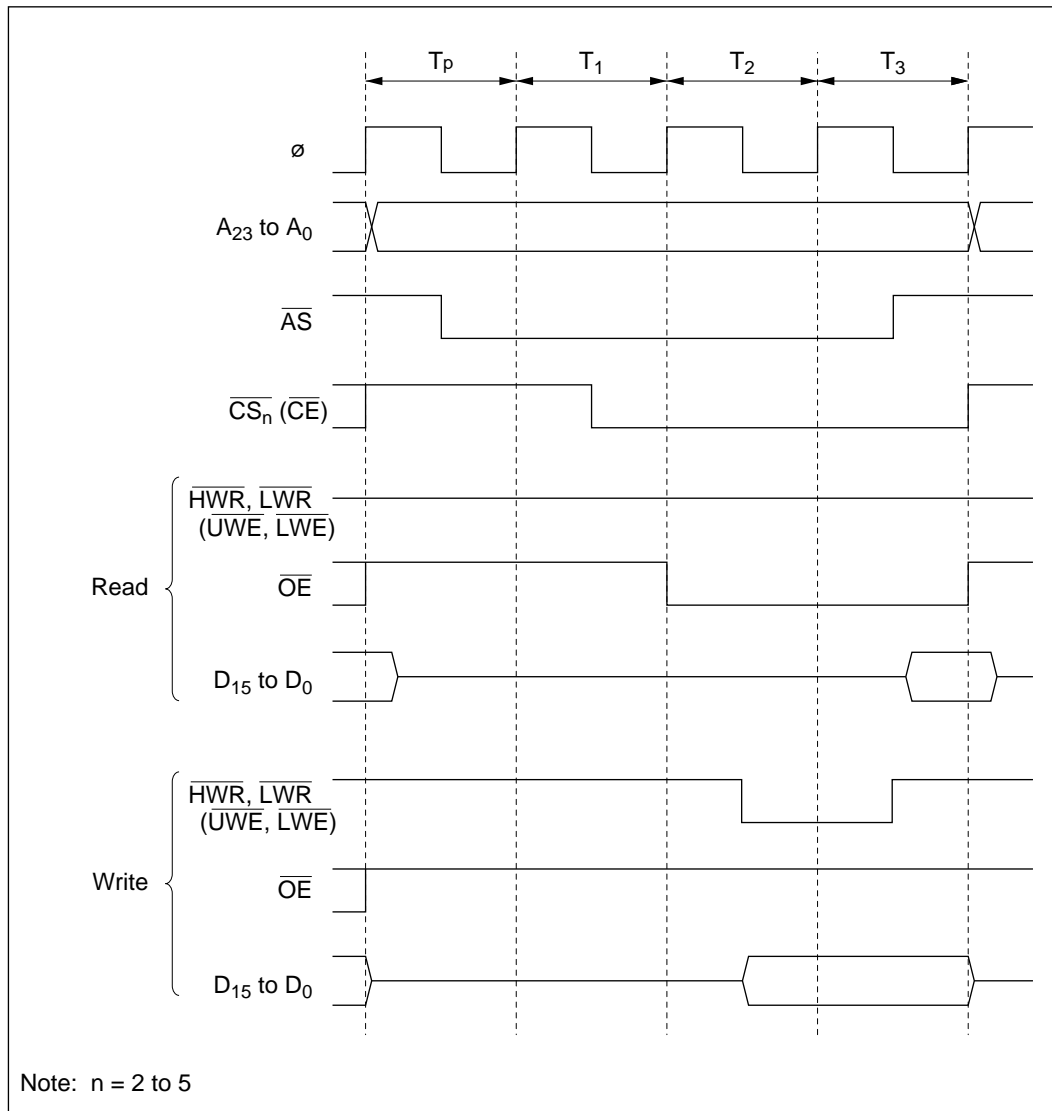 Tp T1 T2 T3
ø
A23 to A0
AS
CSn (CE)
Read
HWR, LWR
(UWE, LWE)
OE
D15 to D0
Write
HWR, LWR
(UWE, LWE)
OE
D15 to D0
Note: n = 2 to 5